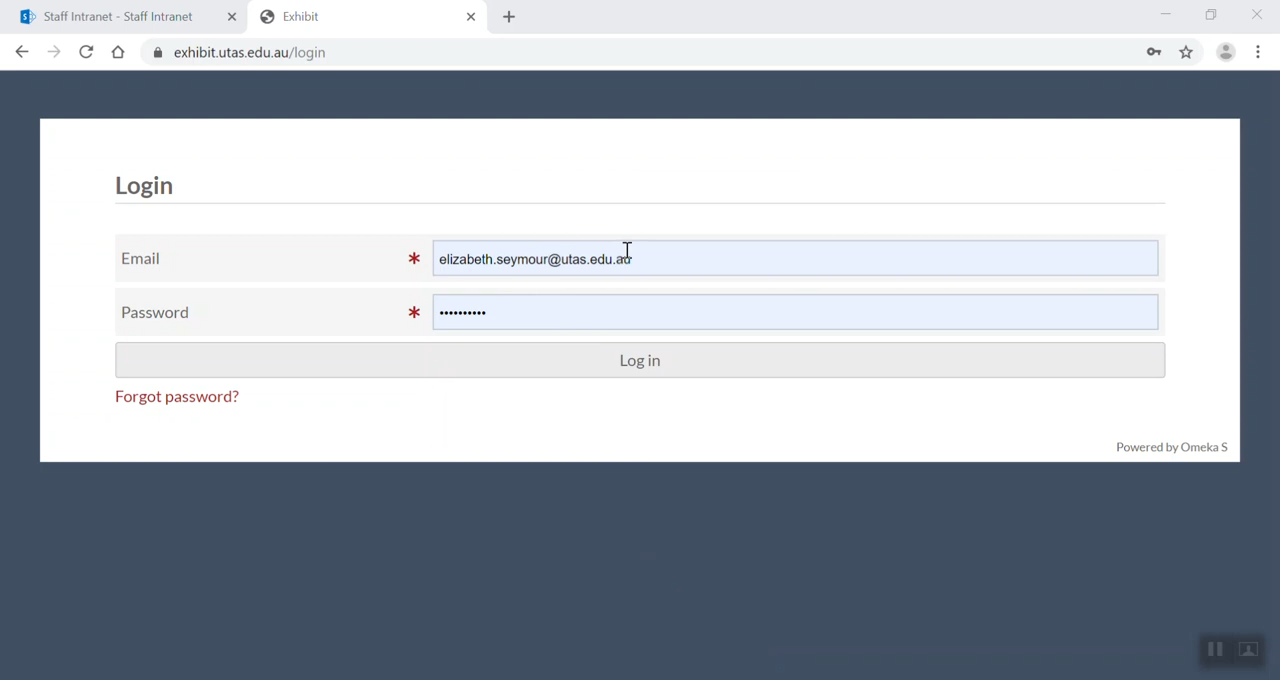 Staff Intranet - Staff Intranet
Exhibit
exhibit.utas.edu.au/login
Login
Email *
elizabeth.seymour@utas.edu.au
Password *
••••••••••
Log in
Forgot password?
Powered by Omeka S